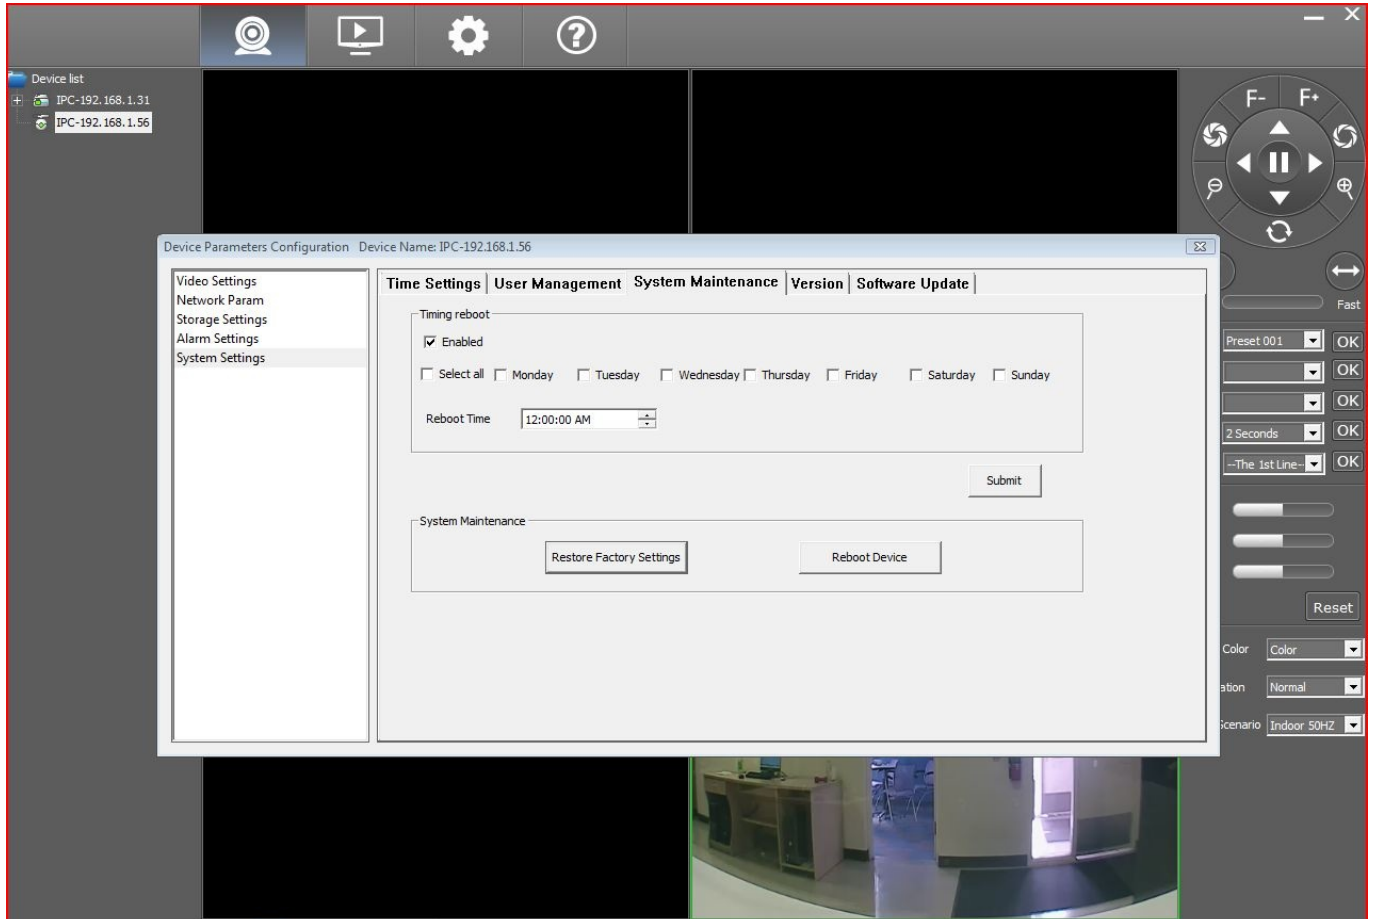 Device list
IPC-192.168.1.31
IPC-192.168.1.56
F- F+
Device Parameters Configuration Device Name: IPC-192.168.1.56
Video Settings
Network Param
Storage Settings
Alarm Settings
System Settings
Time Settings User Management System Maintenance Version Software Update
Timing reboot
Enabled
Select all Monday Tuesday Wednesday Thursday Friday Saturday Sunday
Reboot Time 12:00:00 AM
Submit
System Maintenance
Restore Factory Settings Reboot Device
Fast
Preset 001 OK
OK
OK
2 Seconds OK
--The 1st Line-- OK
Reset
Color Color
ation Normal
Scenario Indoor 50HZ